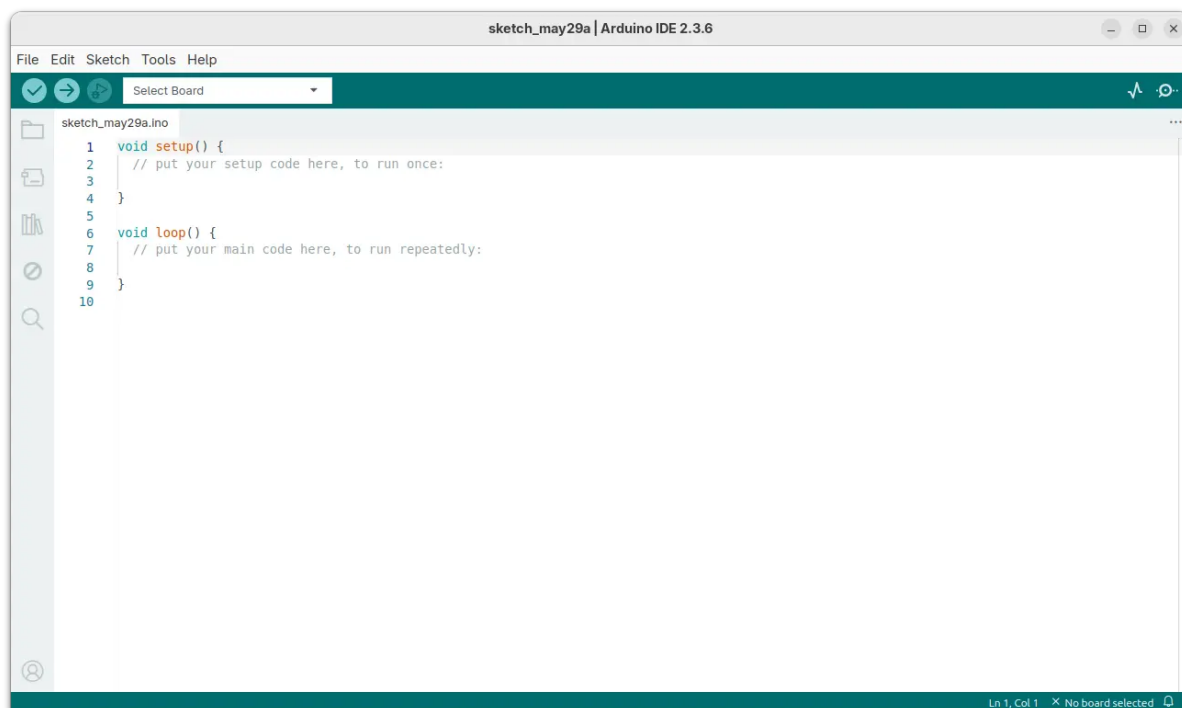 sketch_may29a | Arduino IDE 2.3.6
File Edit Sketch Tools Help
Select Board
sketch_may29a.ino
1 void setup() {
2 // put your setup code here, to run once:
3
4 }
5
6 void loop() {
7 // put your main code here, to run repeatedly:
8
9 }
10
Ln 1, Col 1 × No board selected